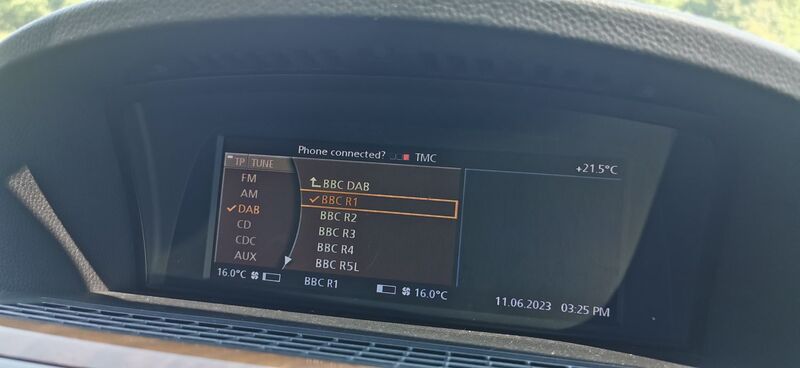 Phone connected? TMC
+21.5°C
TP TUNE
FM
AM
DAB
CD
CDC
AUX
BBC DAB
BBC R1
BBC R2
BBC R3
BBC R4
BBC R5L
16.0°C
BBC R1
16.0°C
11.06.2023 03:25 PM